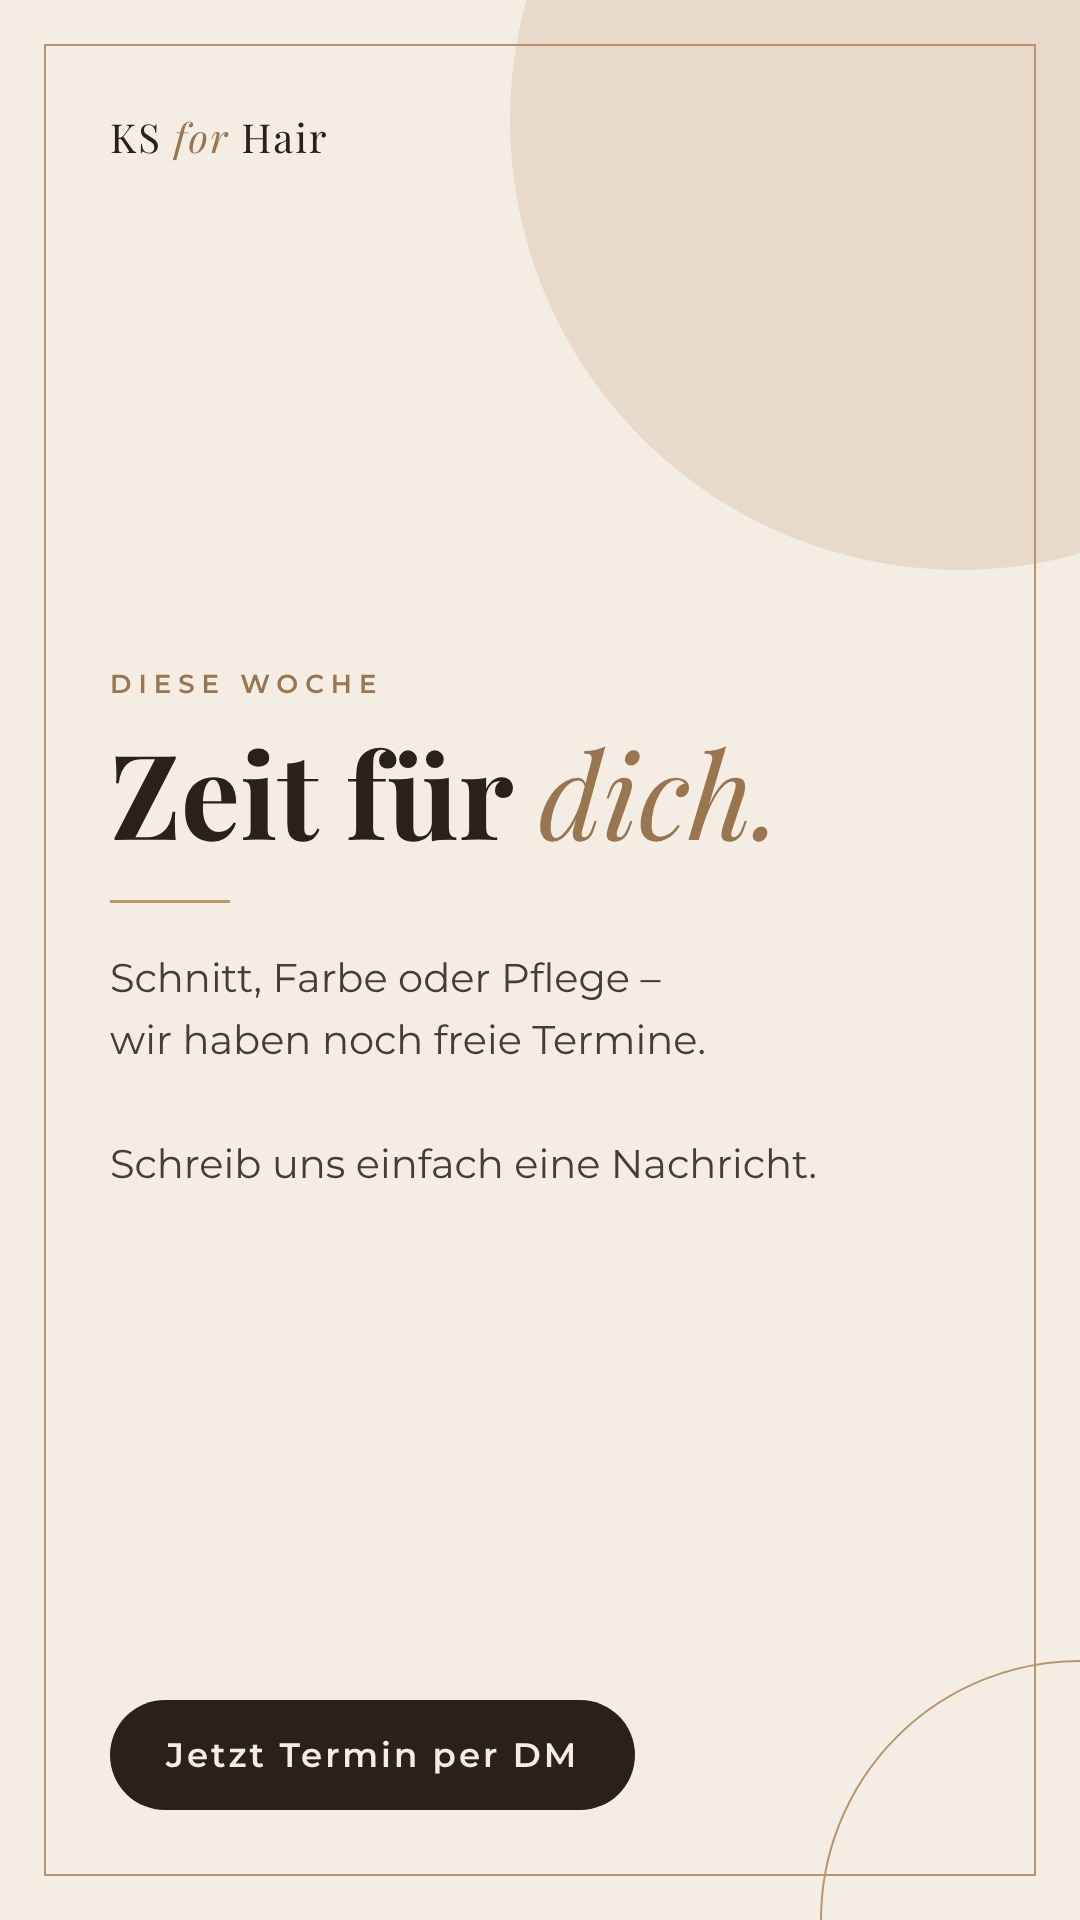 KS for Hair
DIESE WOCHE
Zeit für dich.
Schnitt, Farbe oder Pflege –
wir haben noch freie Termine.
Schreib uns einfach eine Nachricht.
Jetzt Termin per DM